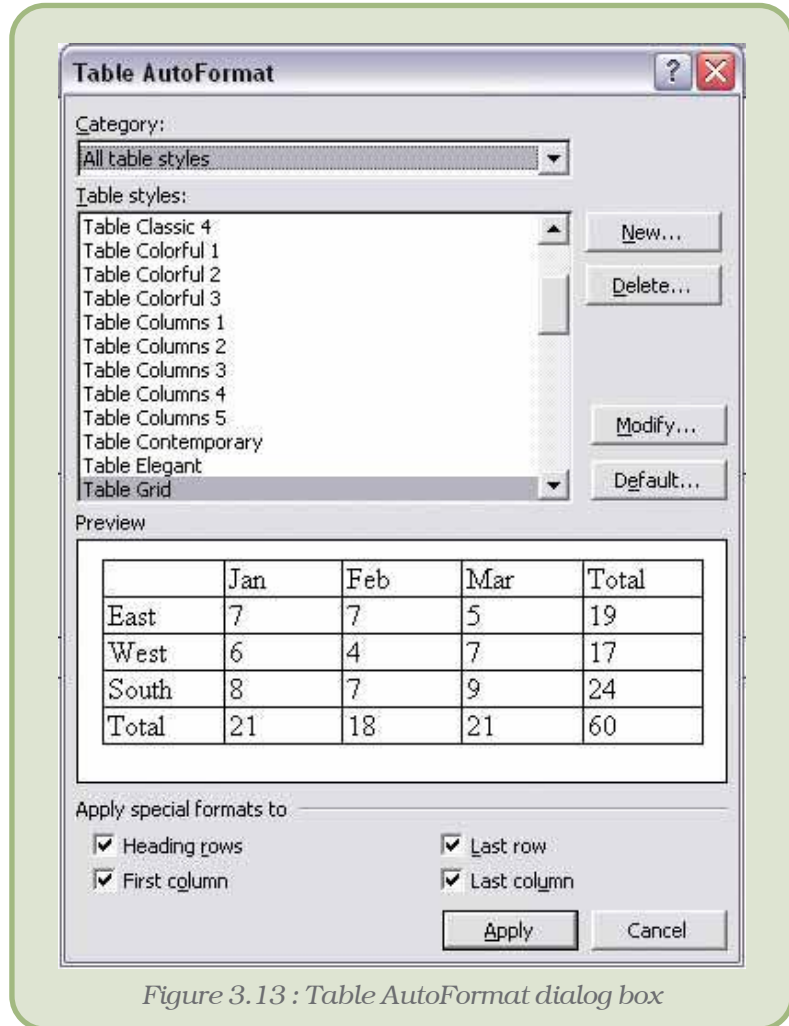 Table AutoFormat
Category:
All table styles
Table styles:
Table Classic 4
Table Colorful 1
Table Colorful 2
Table Colorful 3
Table Columns 1
Table Columns 2
Table Columns 3
Table Columns 4
Table Columns 5
Table Contemporary
Table Elegant
Table Grid
New...
Delete...
Modify...
Default...
Preview
Jan Feb Mar Total
East 7 7 5 19
West 6 4 7 17
South 8 7 9 24
Total 21 18 21 60
Apply special formats to
Heading rows
Last row
First column
Last column
Apply
Cancel
Figure 3.13 : Table AutoFormat dialog box